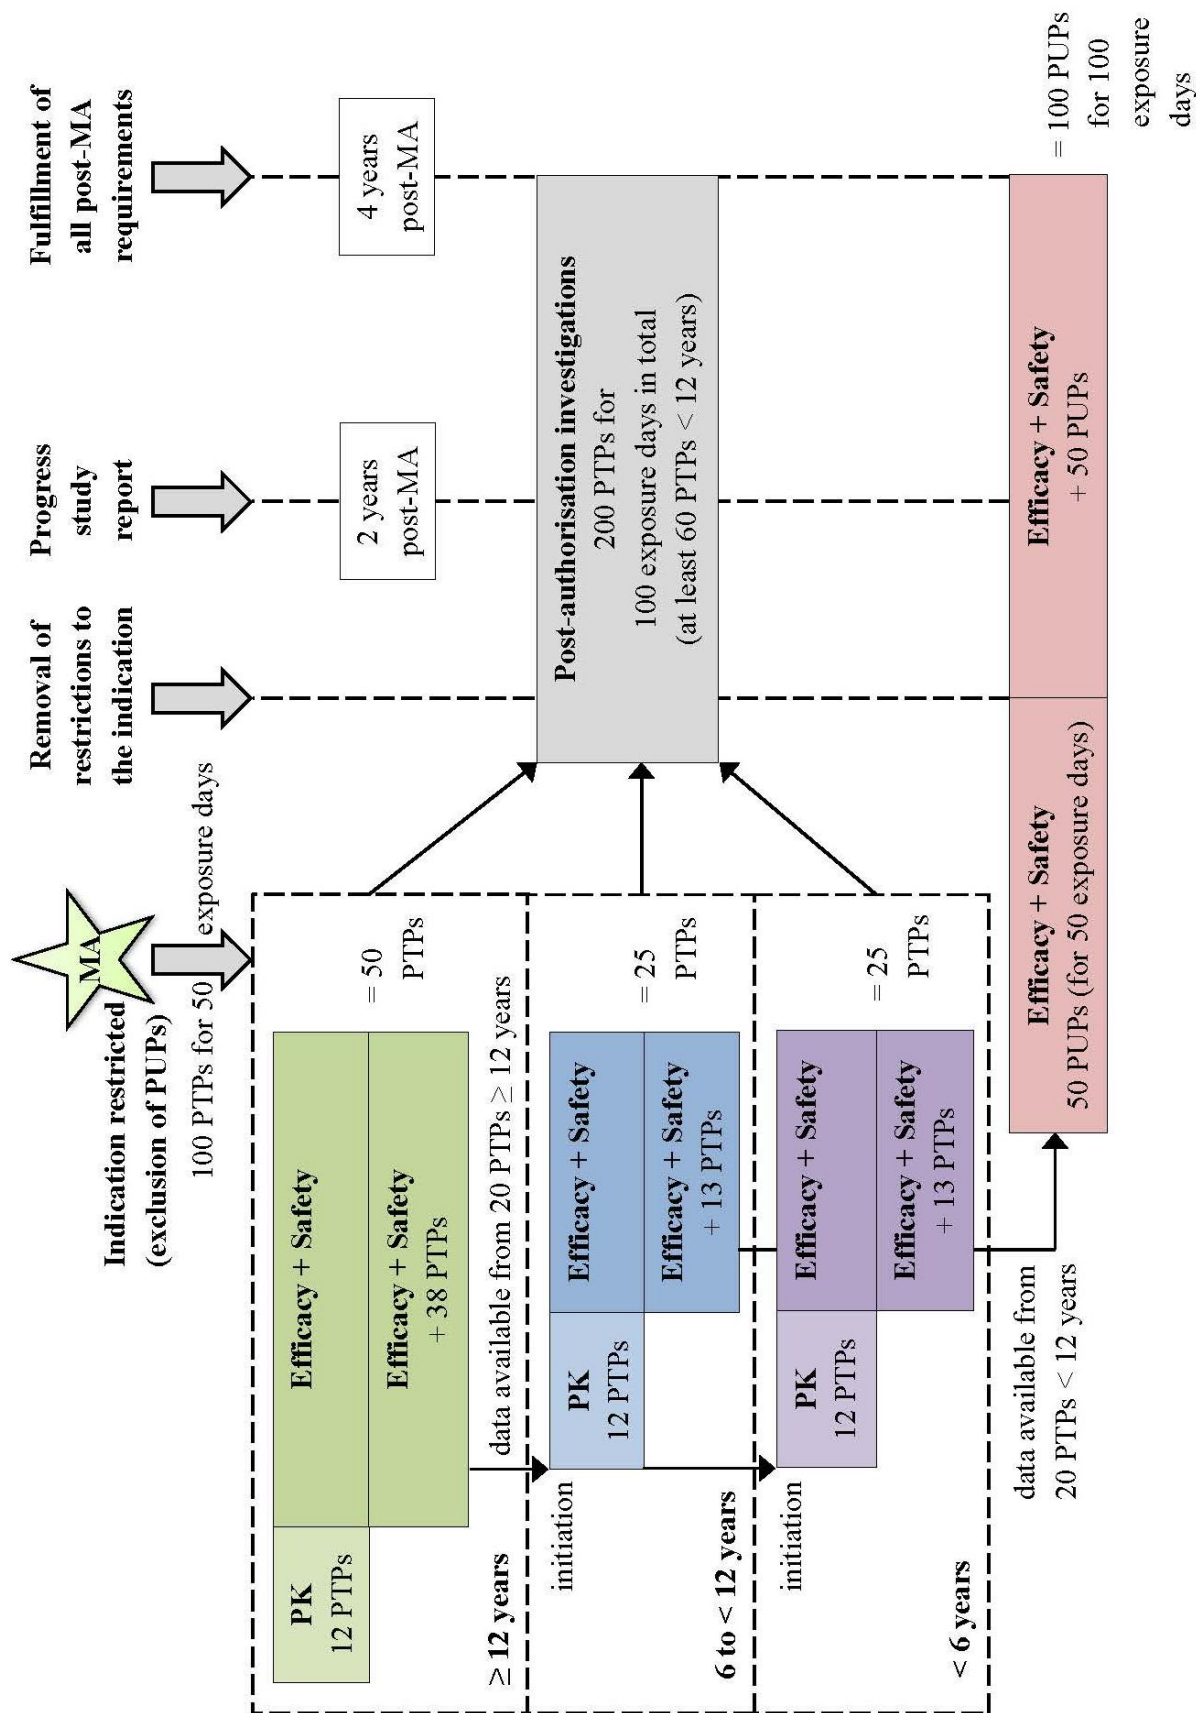 MA
Indication restricted
(exclusion of PUPs)
100 PTPs for 50 exposure days
Removal of
restrictions to
the indication
Progress
study
report
Fulfillment of
all post-MA
requirements
2 years
post-MA
4 years
post-MA
PK
12 PTPs
Efficacy + Safety
Efficacy + Safety
+ 38 PTPs
= 50
PTPs
≥ 12 years
data available from 20 PTPs ≥ 12 years
initiation
PK
12 PTPs
Efficacy + Safety
Efficacy + Safety
+ 13 PTPs
= 25
PTPs
6 to < 12 years
initiation
PK
12 PTPs
Efficacy + Safety
Efficacy + Safety
+ 13 PTPs
= 25
PTPs
< 6 years
Post-authorisation investigations
200 PTPs for
100 exposure days in total
(at least 60 PTPs < 12 years)
data available from
20 PTPs < 12 years
Efficacy + Safety
50 PUPs (for 50 exposure days)
Efficacy + Safety
+ 50 PUPs
= 100 PUPs
for 100
exposure
days